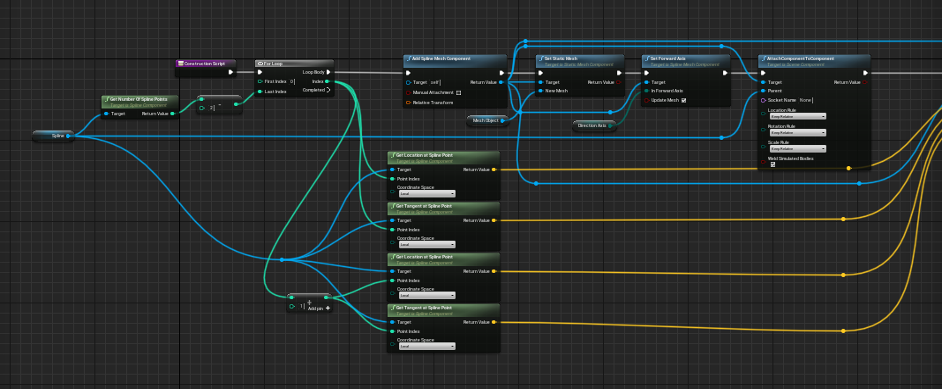 Construction Script
For Loop
Loop Body
First Index 0
Index
Last Index
Completed
Get Number Of Spline Points
Target is Spline Component
Target
Return Value
2
Spline
Add Spline Mesh Component
Target self
Return Value
Manual Attachment
Relative Transform
Mesh Object
Set Static Mesh
Target is Static Mesh Component
Target
New Mesh
Set Forward Axis
Target is Spline Mesh Component
Target
In Forward Axis
Update Mesh
Direction Axis
AttachComponentToComponent
Target is Scene Component
Target
Parent
Socket Name None
Location Rule
Keep Relative
Rotation Rule
Keep Relative
Scale Rule
Keep Relative
Weld Simulated Bodies
Get Location at Spline Point
Target is Spline Component
Target
Return Value
Point Index
Coordinate Space
Local
Get Tangent at Spline Point
Target is Spline Component
Target
Return Value
Point Index
Coordinate Space
Local
Get Location at Spline Point
Target is Spline Component
Target
Return Value
Point Index
Coordinate Space
Local
Get Tangent at Spline Point
Target is Spline Component
Target
Return Value
Point Index
Coordinate Space
Local
1
+
Add pin +